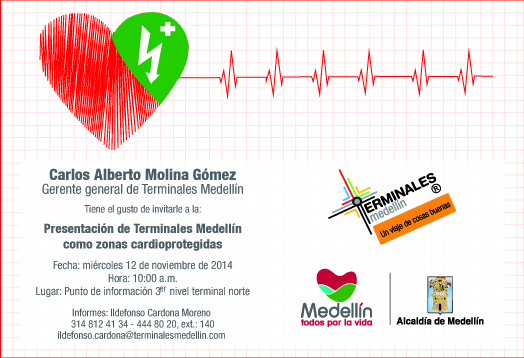 Carlos Alberto Molina Gómez
Gerente general de Terminales Medellín
Tiene el gusto de invitarle a la:
Presentación de Terminales Medellín
como zonas cardioprotegidas
Fecha: miércoles 12 de noviembre de 2014
Hora: 10:00 a.m.
Lugar: Punto de información 3er nivel terminal norte
Informes: Ildefonso Cardona Moreno
314 812 41 34 - 444 80 20, ext.: 140
ildefonso.cardona@terminalesmedellin.com
TERMINALES ®
medellín
Un viaje de cosas buenas
Medellín
todos por la vida
Alcaldía de Medellín